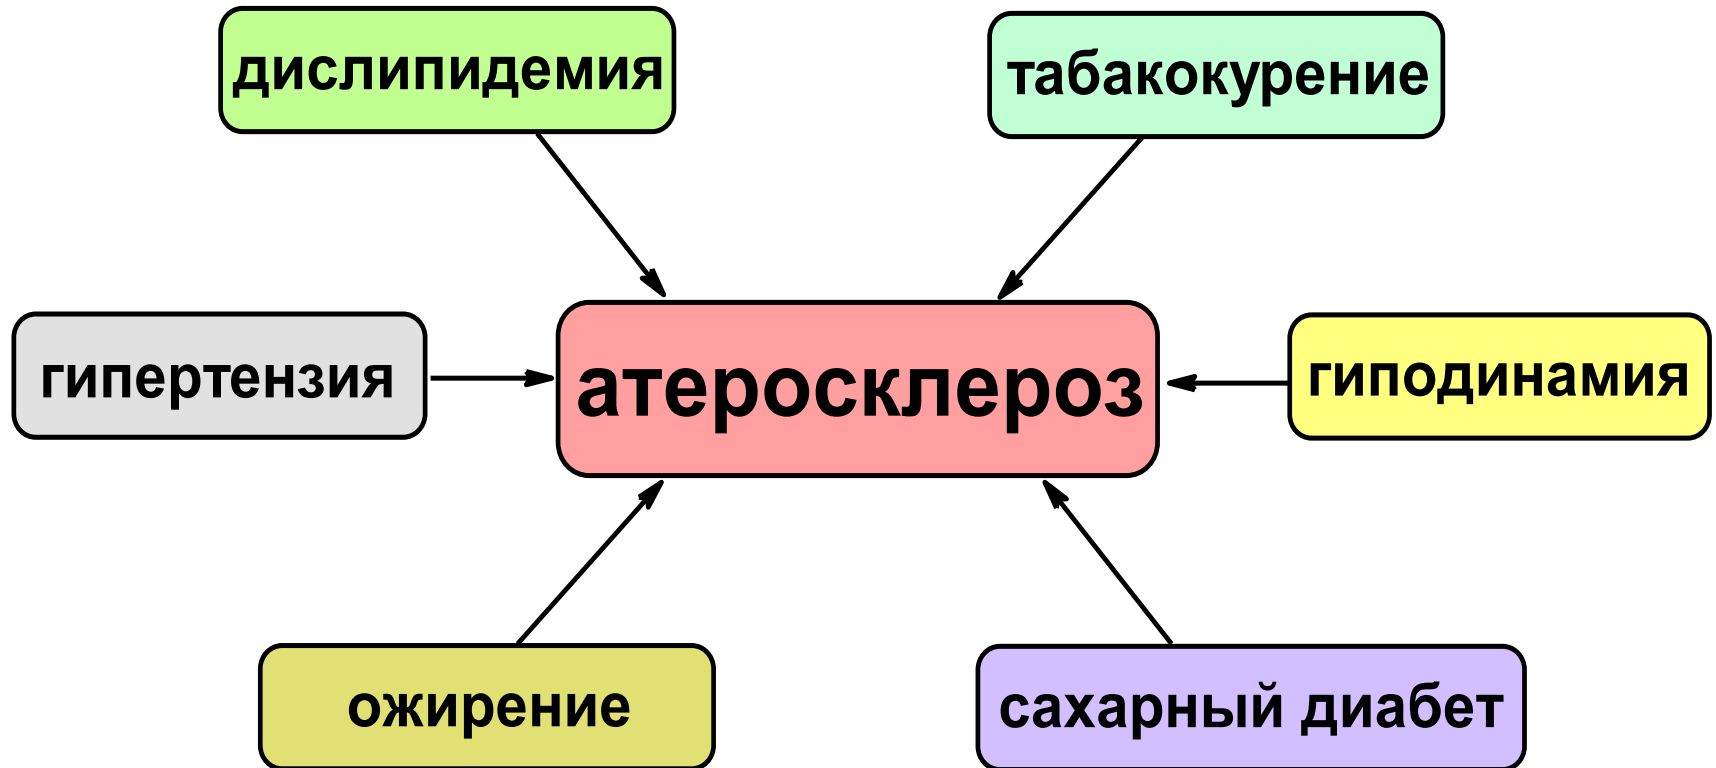 дислипидемия
табакокурение
гипертензия
атеросклероз
гиподинамия
ожирение
сахарный диабет